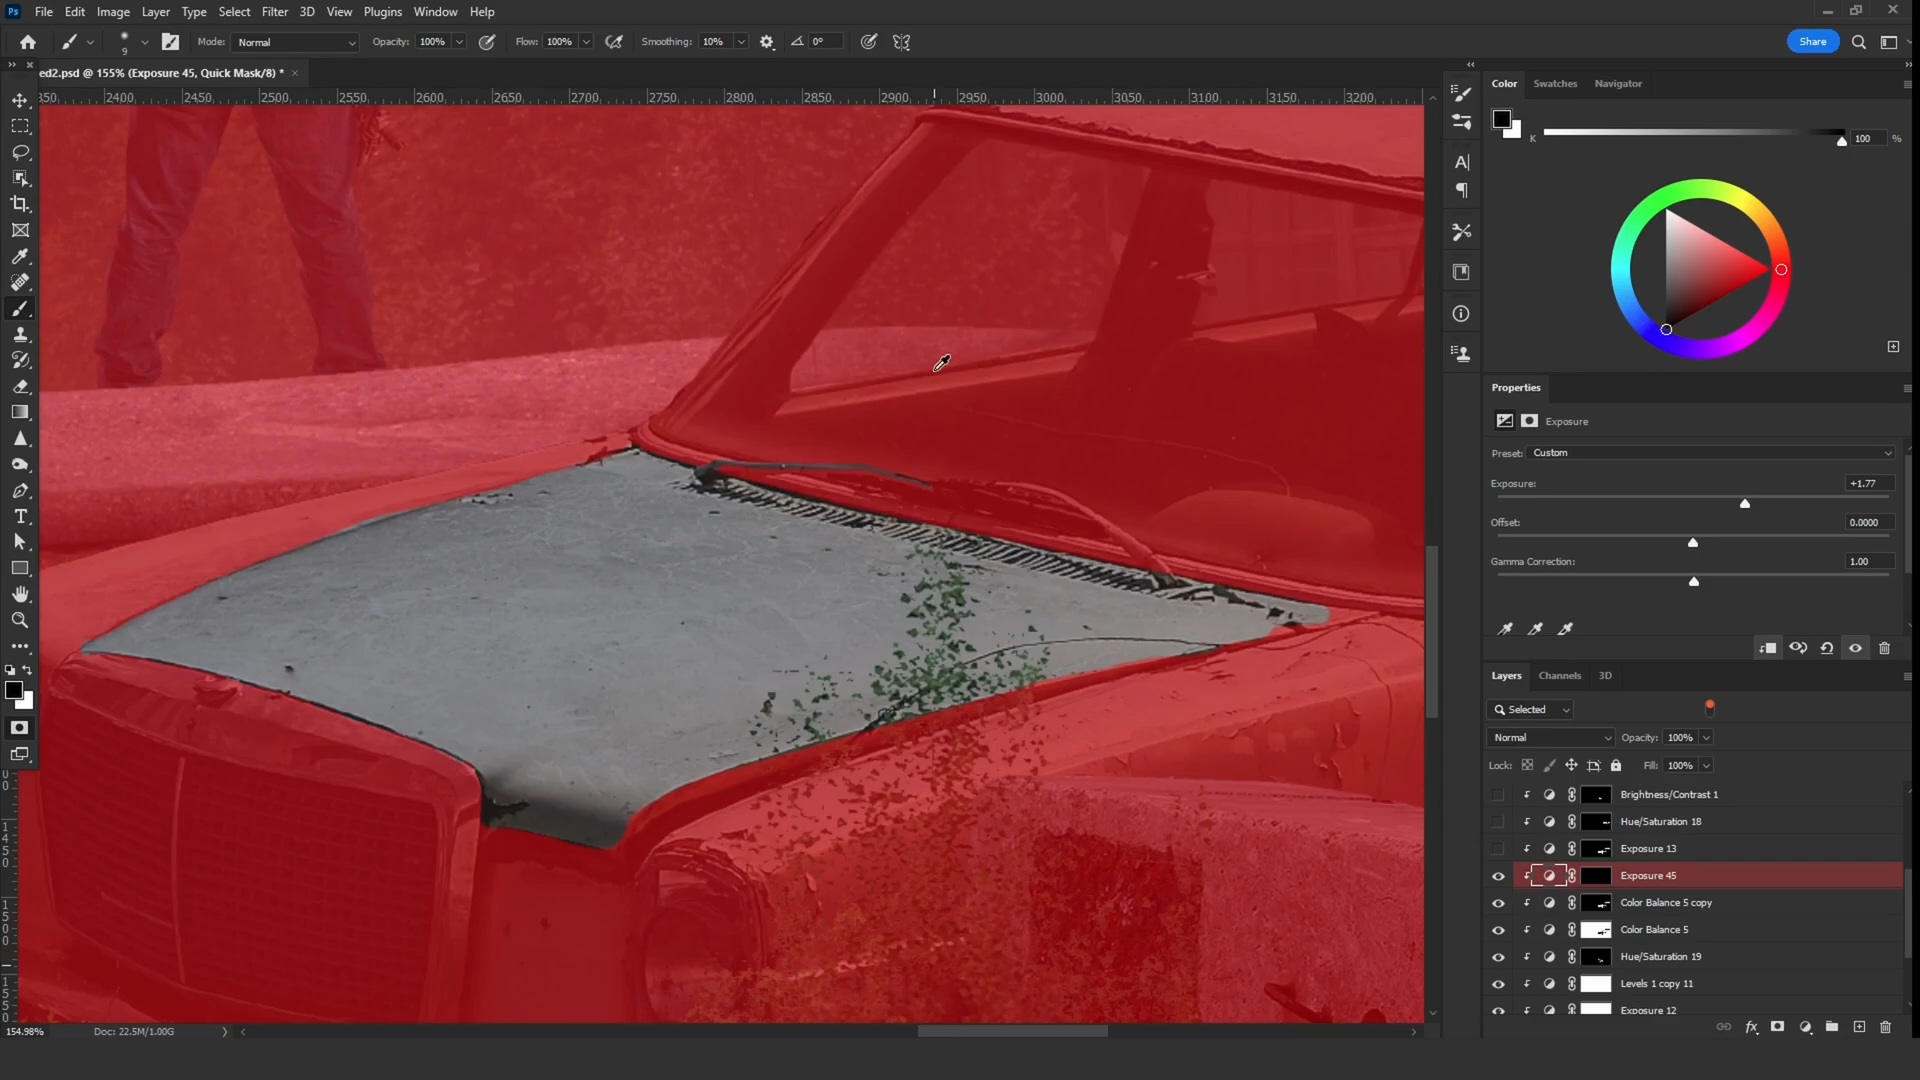 Ps File Edit Image Layer Type Select Filter 3D View Plugins Window Help
9 Mode: Normal Opacity: 100% Flow: 100% Smoothing: 10% 0° Share
ed2.psd @ 155% (Exposure 45, Quick Mask/8) * ×
350 2400 2450 2500 2550 2600 2650 2700 2750 2800 2850 2900 2950 3000 3050 3100 3150 3200
Color Swatches Navigator
K 100 %
Properties
Exposure
Preset: Custom
Exposure: +1.77
Offset: 0.0000
Gamma Correction: 1.00
Layers Channels 3D
Selected
Normal Opacity: 100%
Lock: Fill: 100%
Brightness/Contrast 1
Hue/Saturation 18
Exposure 13
Exposure 45
Color Balance 5 copy
Color Balance 5
Hue/Saturation 19
Levels 1 copy 11
Exposure 12
fx
154.98% Doc: 22.5M/1.00G